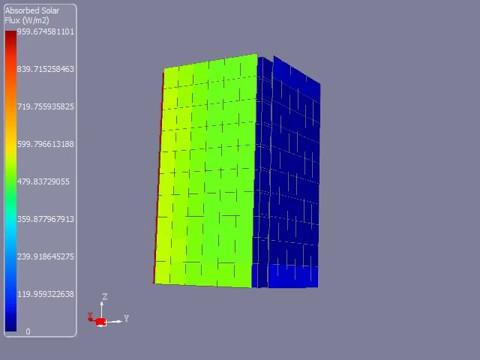 Absorbed Solar
Flux (W/m2)
959.674581101
839.715258463
719.755935825
599.796613188
479.83729055
359.877967913
239.918645275
119.959322638
0
Z
X
Y